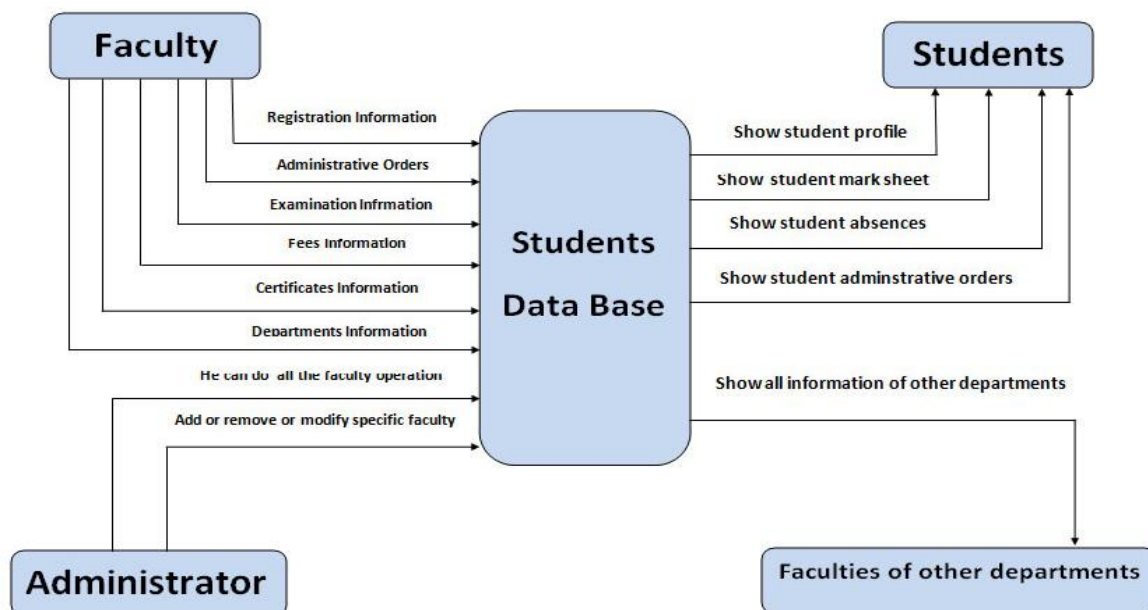 Faculty
Students
Registration Information
Administrative Orders
Examination Infrmation
Fees Information
Certificates Information
Departments Information
He can do all the faculty operation
Add or remove or modify specific faculty
Students
Data Base
Show student profile
Show student mark sheet
Show student absences
Show student adminstrative orders
Show all information of other departments
Administrator
Faculties of other departments